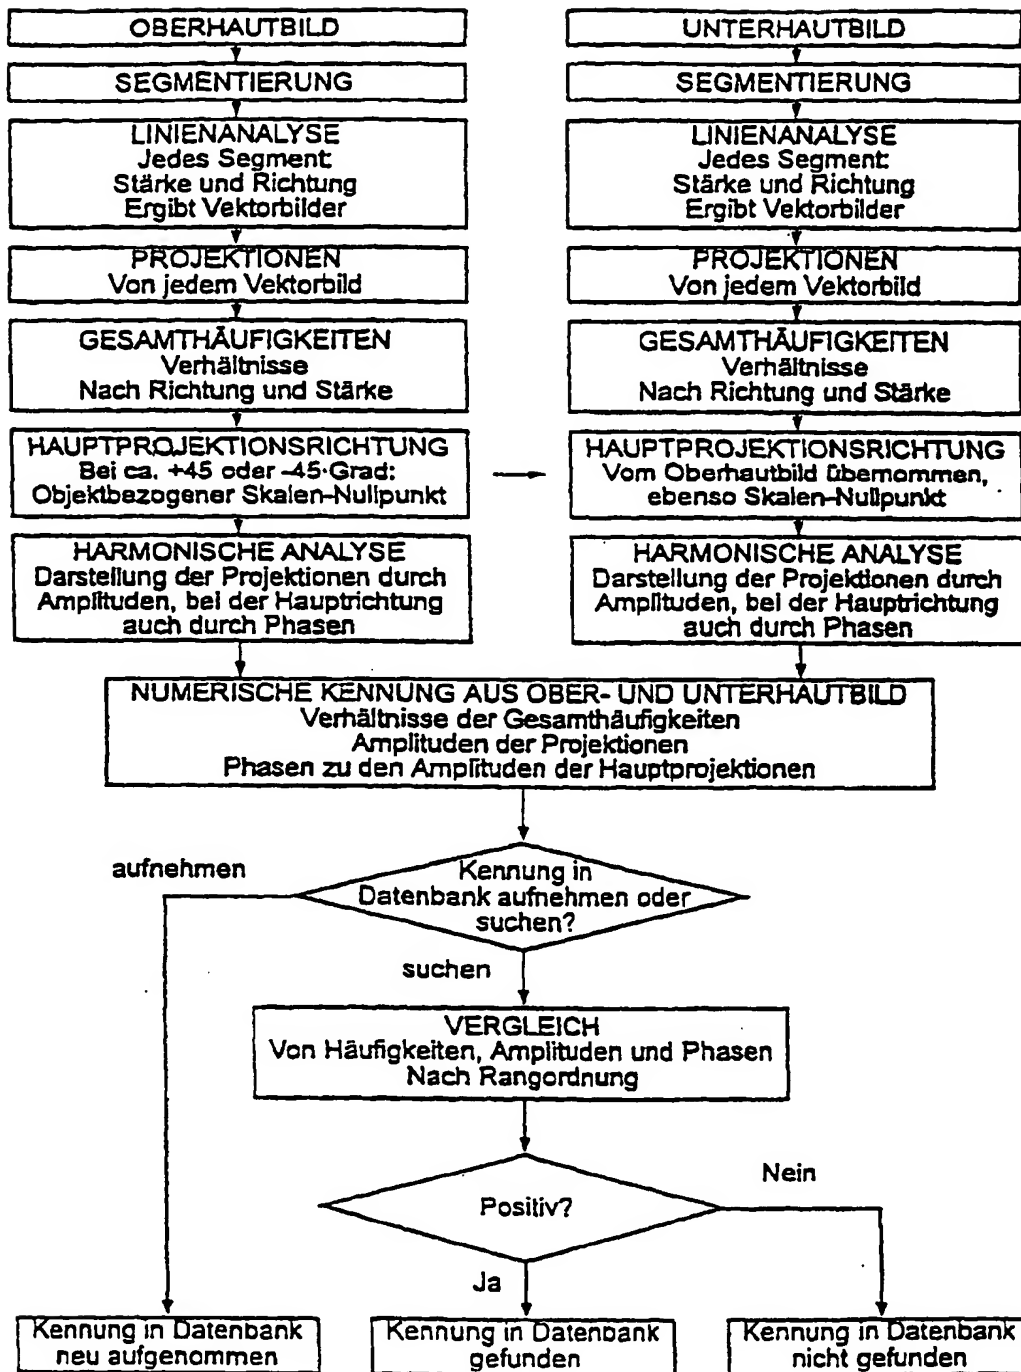 OBERHAUTBILD
SEGMENTIERUNG
LINIENANALYSE
Jedes Segment:
Stärke und Richtung
Ergibt Vektorbilder
PROJEKTIONEN
Von jedem Vektorbild
GESAMTHÄUFIGKEITEN
Verhältnisse
Nach Richtung und Stärke
HAUPTPROJEKTIONSRICHTUNG
Bei ca. +45 oder -45-Grad:
Objektbezogener Skalen-Nullpunkt
HARMONISCHE ANALYSE
Darstellung der Projektionen durch
Amplituden, bei der Hauptrichtung
auch durch Phasen
UNTERHAUTBILD
SEGMENTIERUNG
LINIENANALYSE
Jedes Segment:
Stärke und Richtung
Ergibt Vektorbilder
PROJEKTIONEN
Von jedem Vektorbild
GESAMTHÄUFIGKEITEN
Verhältnisse
Nach Richtung und Stärke
HAUPTPROJEKTIONSRICHTUNG
Vom Oberhautbild übernommen,
ebenso Skalen-Nullpunkt
HARMONISCHE ANALYSE
Darstellung der Projektionen durch
Amplituden, bei der Hauptrichtung
auch durch Phasen
NUMERISCHE KENNUNG AUS OBER- UND UNTERHAUTBILD
Verhältnisse der Gesamthäufigkeiten
Amplituden der Projektionen
Phasen zu den Amplituden der Hauptprojektionen
aufnehmen
Kennung in
Datenbank aufnehmen oder
suchen?
suchen
VERGLEICH
Von Häufigkeiten, Amplituden und Phasen
Nach Rangordnung
Positiv?
Nein
Ja
Kennung in Datenbank
neu aufgenommen
Kennung in Datenbank
gefunden
Kennung in Datenbank
nicht gefunden